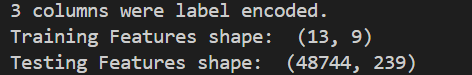 3 columns were label encoded.
Training Features shape:  (13, 9)
Testing Features shape:  (48744, 239)